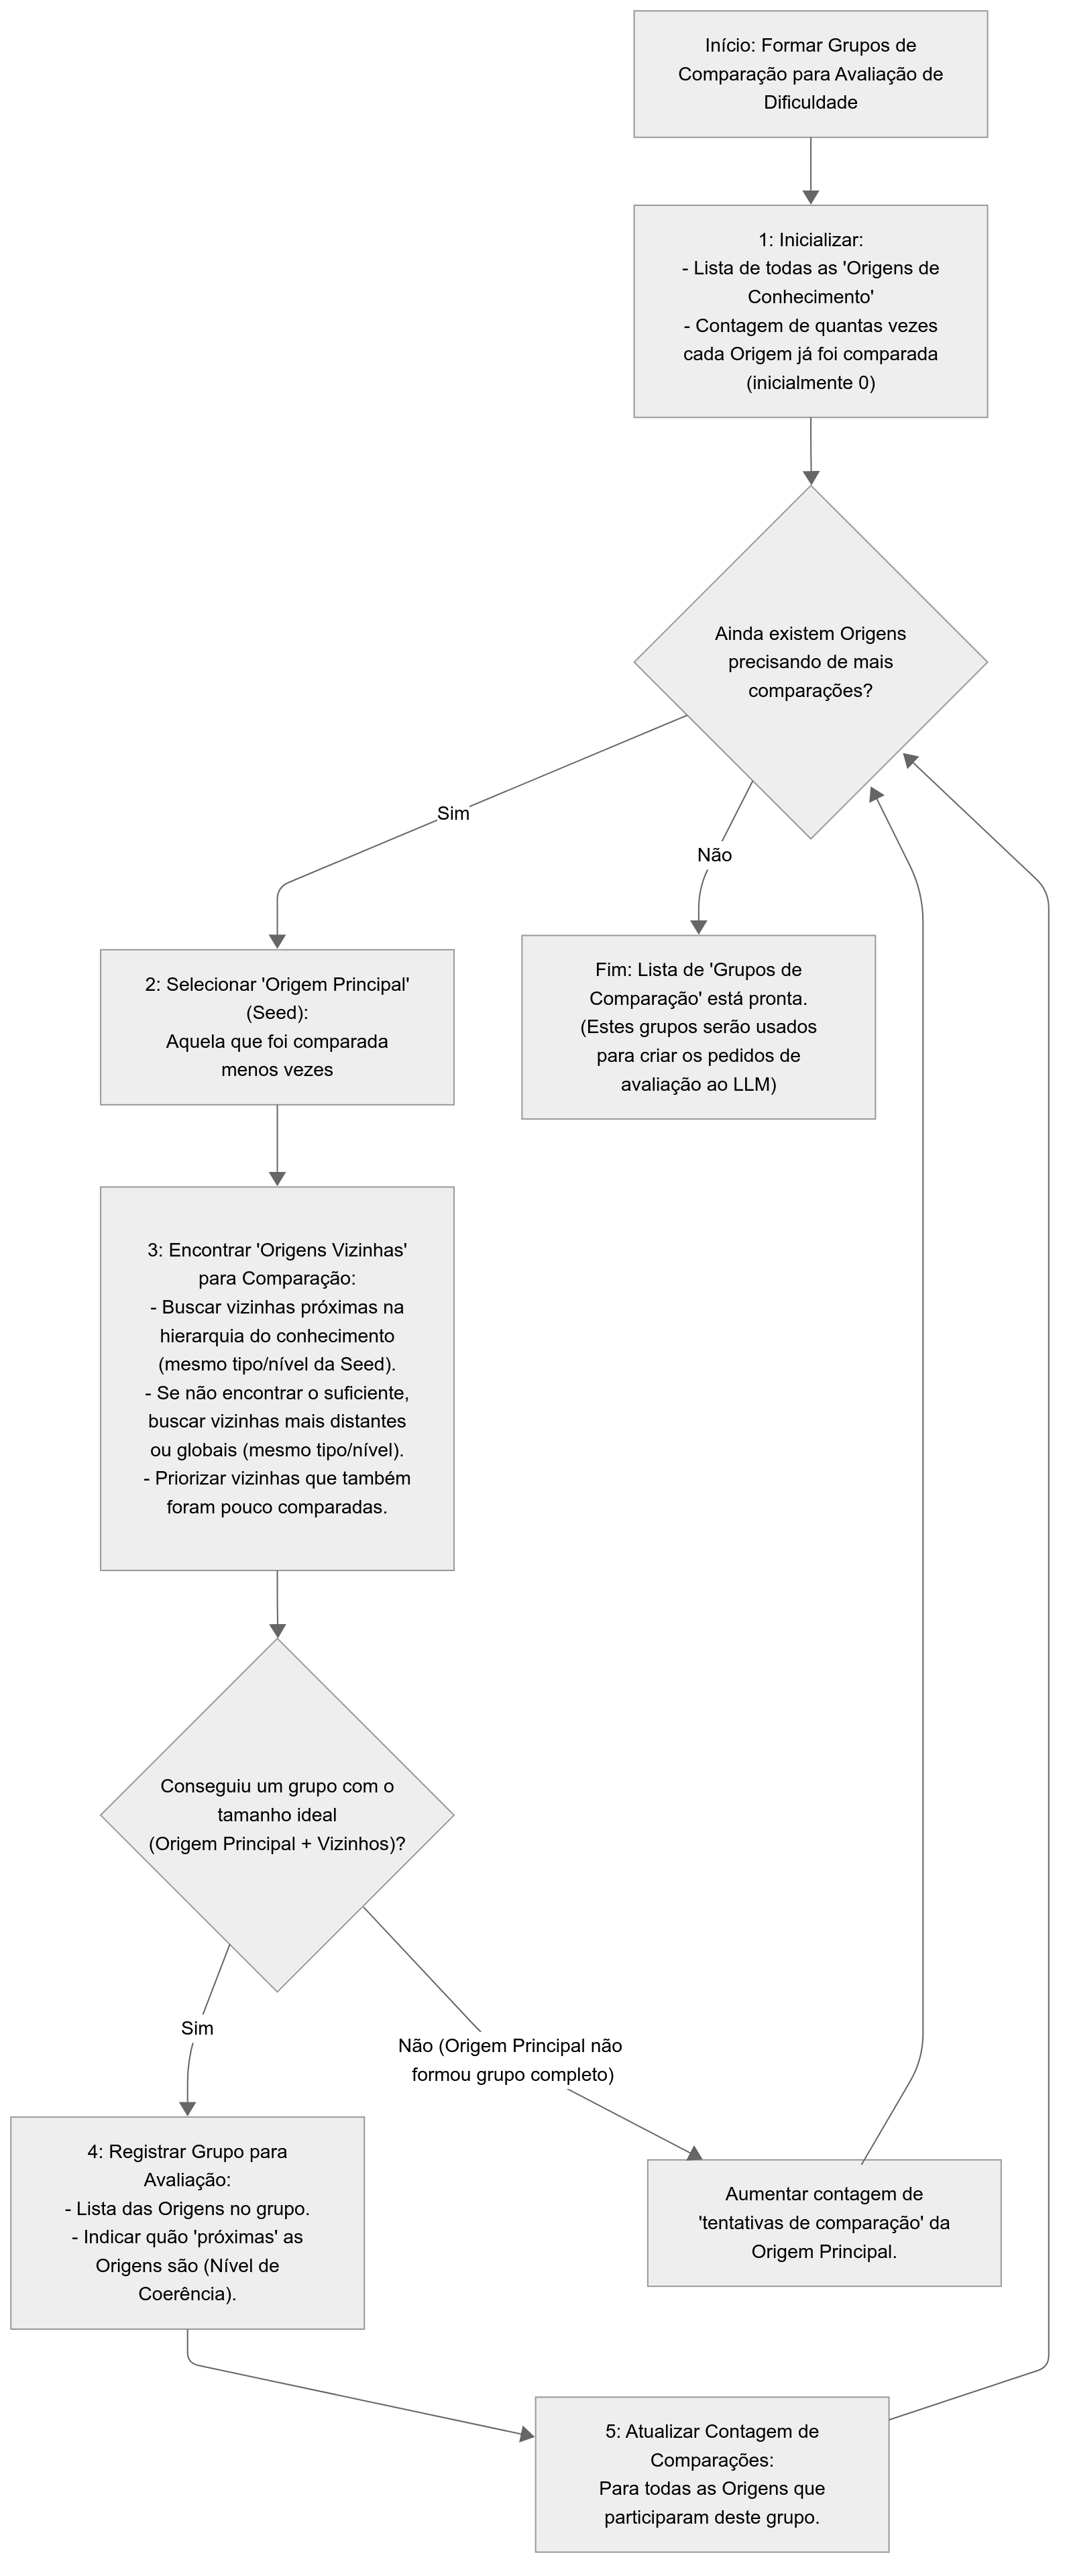 Início: Formar Grupos de
Comparação para Avaliação de
Dificuldade
1: Inicializar:
- Lista de todas as 'Origens de
Conhecimento'
- Contagem de quantas vezes
cada Origem já foi comparada
(inicialmente 0)
Ainda existem Origens
precisando de mais
comparações?
Sim
Não
2: Selecionar 'Origem Principal'
(Seed):
Aquela que foi comparada
menos vezes
Fim: Lista de 'Grupos de
Comparação' está pronta.
(Estes grupos serão usados
para criar os pedidos de
avaliação ao LLM)
3: Encontrar 'Origens Vizinhas'
para Comparação:
- Buscar vizinhas próximas na
hierarquia do conhecimento
(mesmo tipo/nível da Seed).
- Se não encontrar o suficiente,
buscar vizinhas mais distantes
ou globais (mesmo tipo/nível).
- Priorizar vizinhas que também
foram pouco comparadas.
Conseguiu um grupo com o
tamanho ideal
(Origem Principal + Vizinhos)?
Sim
Não (Origem Principal não
formou grupo completo)
4: Registrar Grupo para
Avaliação:
- Lista das Origens no grupo.
- Indicar quão 'próximas' as
Origens são (Nível de
Coerência).
Aumentar contagem de
'tentativas de comparação' da
Origem Principal.
5: Atualizar Contagem de
Comparações:
Para todas as Origens que
participaram deste grupo.